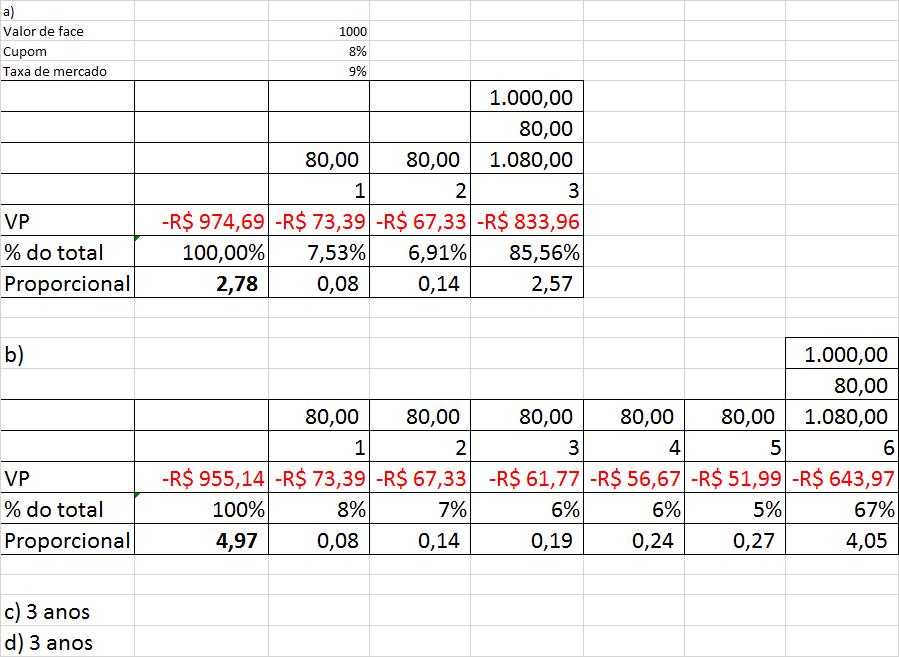 a)
Valor de face 1000
Cupom 8%
Taxa de mercado 9%
1.000,00
80,00
80,00 80,00 1.080,00
1 2 3
VP -R$ 974,69 -R$ 73,39 -R$ 67,33 -R$ 833,96
% do total 100,00% 7,53% 6,91% 85,56%
Proporcional 2,78 0,08 0,14 2,57
b) 1.000,00
80,00
80,00 80,00 80,00 80,00 80,00 1.080,00
1 2 3 4 5 6
VP -R$ 955,14 -R$ 73,39 -R$ 67,33 -R$ 61,77 -R$ 56,67 -R$ 51,99 -R$ 643,97
% do total 100% 8% 7% 6% 6% 5% 67%
Proporcional 4,97 0,08 0,14 0,19 0,24 0,27 4,05
c) 3 anos
d) 3 anos